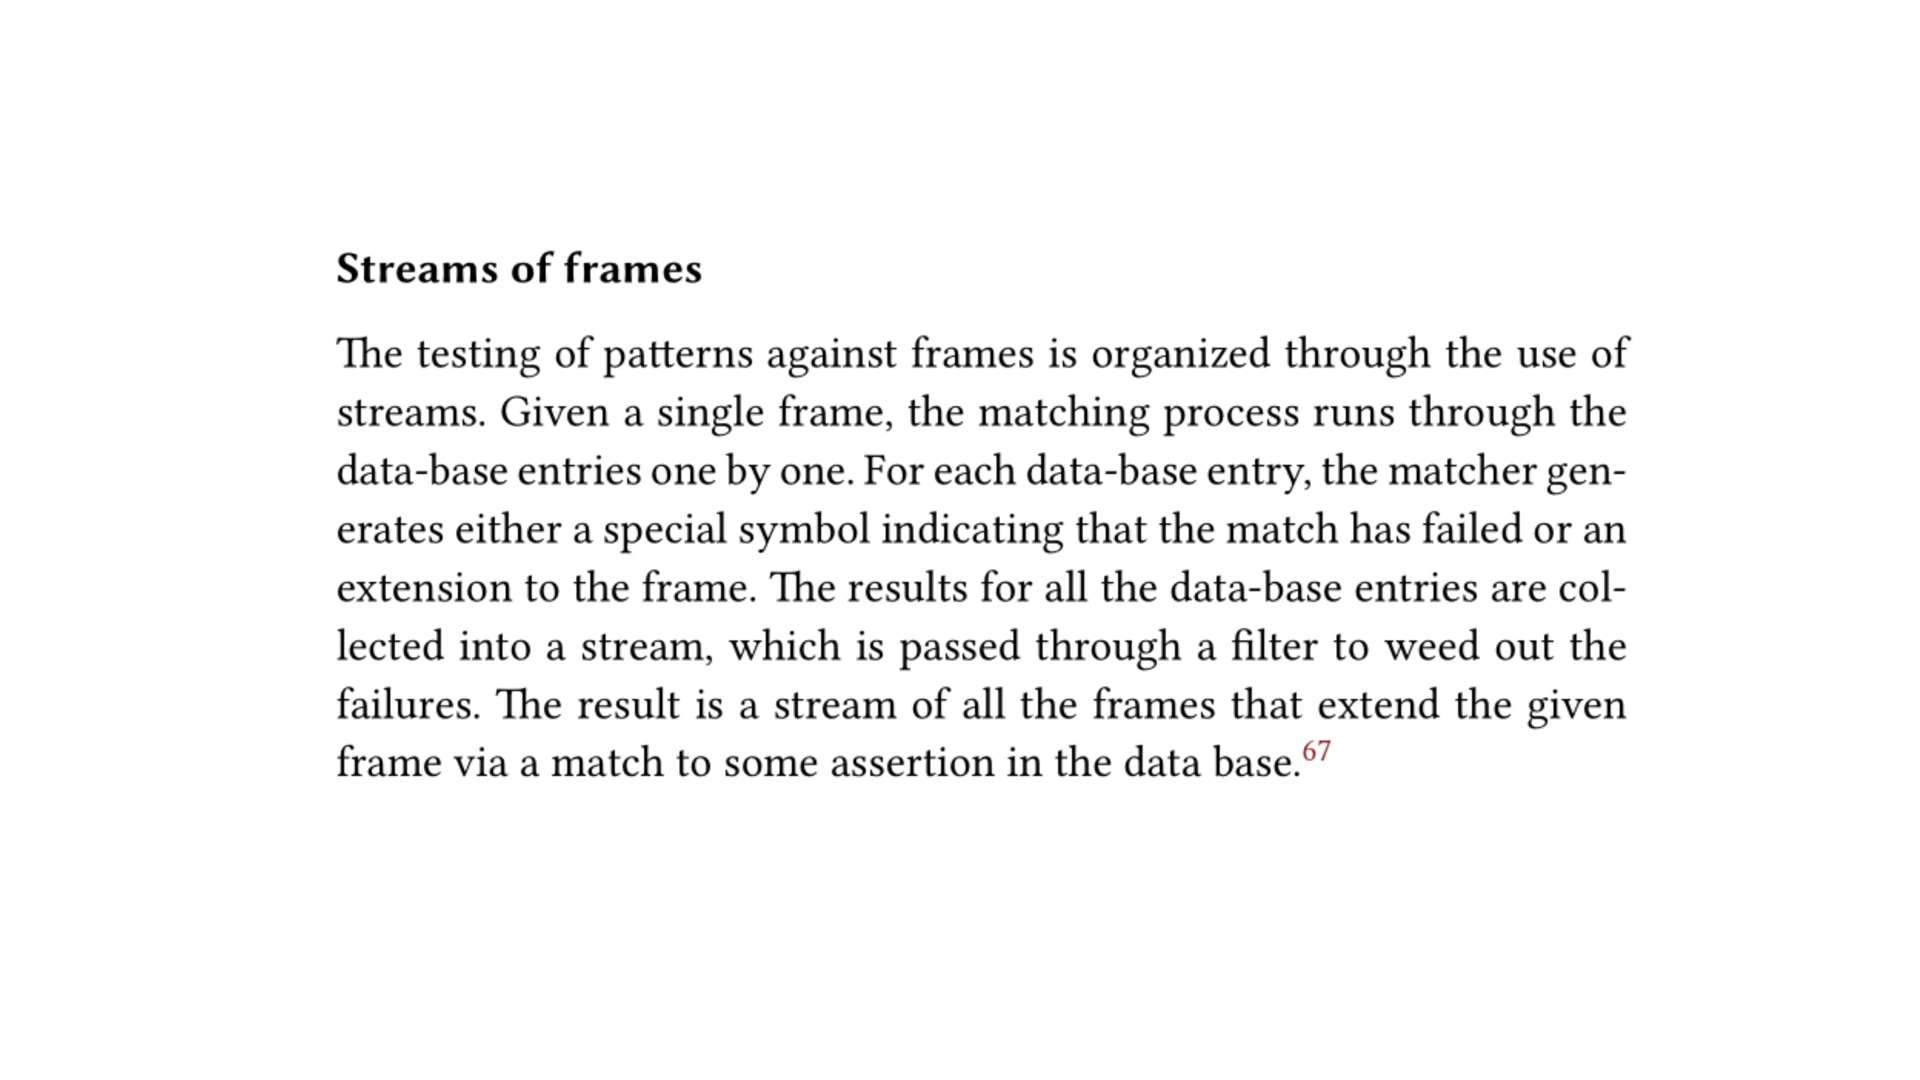 Streams of frames
The testing of patterns against frames is organized through the use of
streams. Given a single frame, the matching process runs through the
data-base entries one by one. For each data-base entry, the matcher gen-
erates either a special symbol indicating that the match has failed or an
extension to the frame. The results for all the data-base entries are col-
lected into a stream, which is passed through a filter to weed out the
failures. The result is a stream of all the frames that extend the given
frame via a match to some assertion in the data base.67